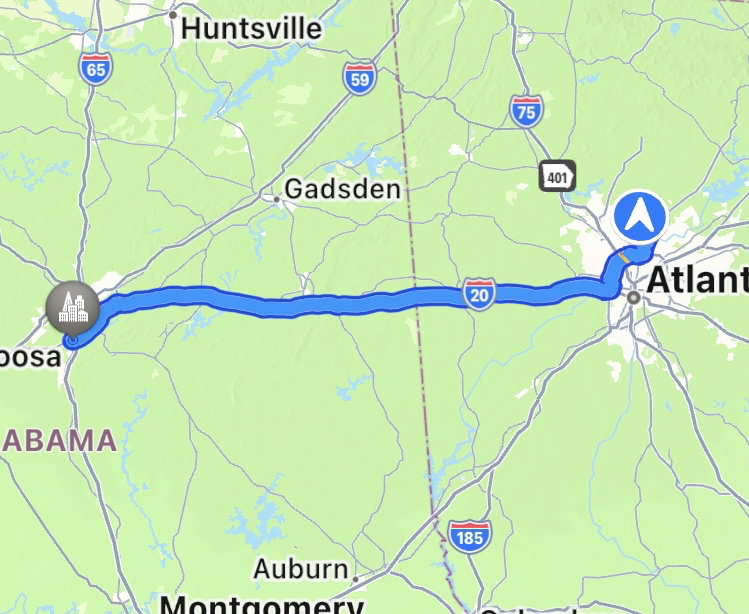 Huntsville
65
59
75
401
Gadsden
20
Atlant
oosa
ABAMA
185
Auburn
Montgomery